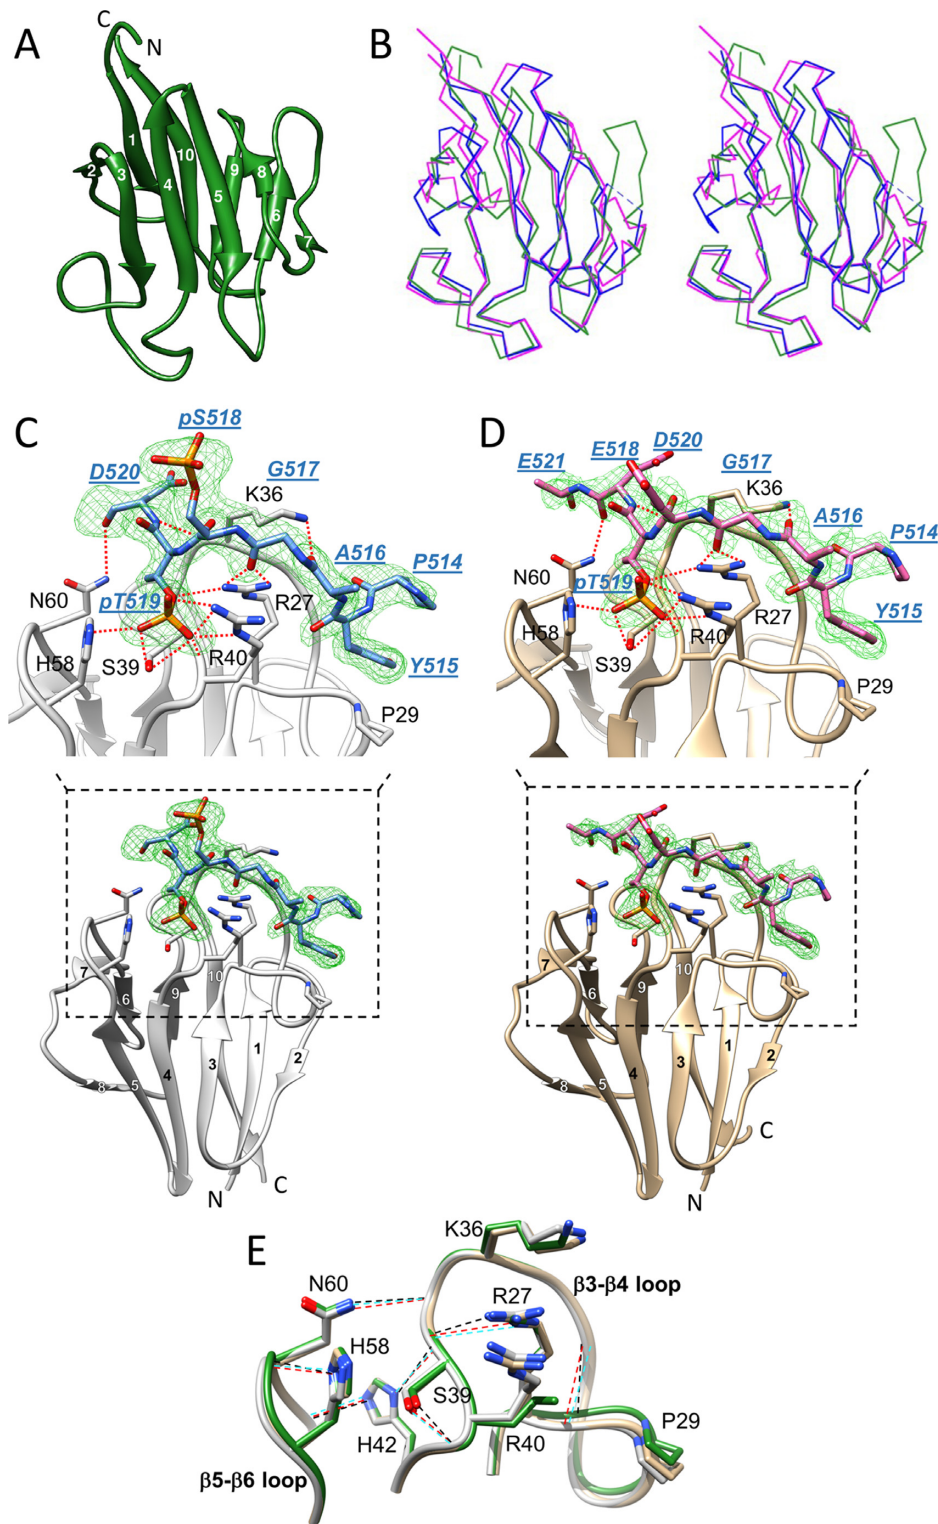 A
C
N
1
2
3
10
4
5
9
8
6
7
B
C
pS518
D520
G517
K36
A516
P514
N60
pT519
R27
H58
S39
R40
Y515
P29
7
6
9
10
4
5
8
3
1
2
N
C
D
E521
E518
D520
G517
K36
A516
P514
N60
pT519
R27
R40
Y515
H58
S39
P29
7
6
9
10
4
5
8
3
1
2
C
N
E
K36
N60
β3-β4 loop
R27
H58
S39
P29
H42
R40
β5-β6 loop